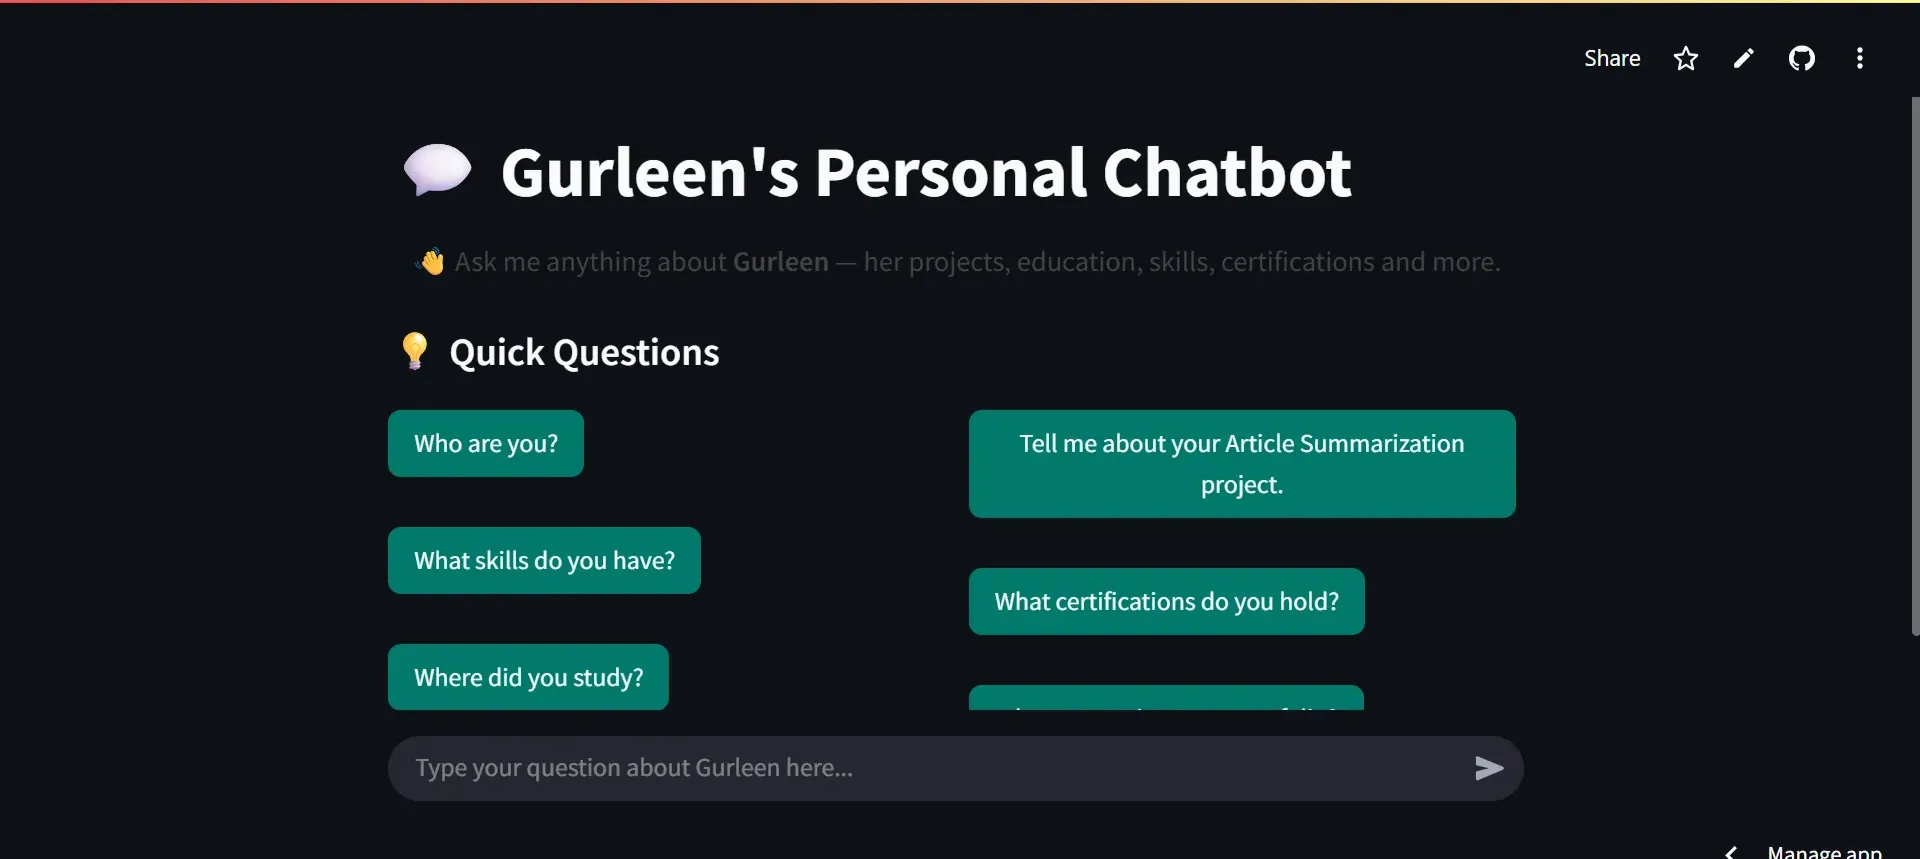 Share
Gurleen's Personal Chatbot
Ask me anything about Gurleen — her projects, education, skills, certifications and more.
Quick Questions
Who are you?
Tell me about your Article Summarization
project.
What skills do you have?
What certifications do you hold?
Where did you study?
Type your question about Gurleen here...
Manage app